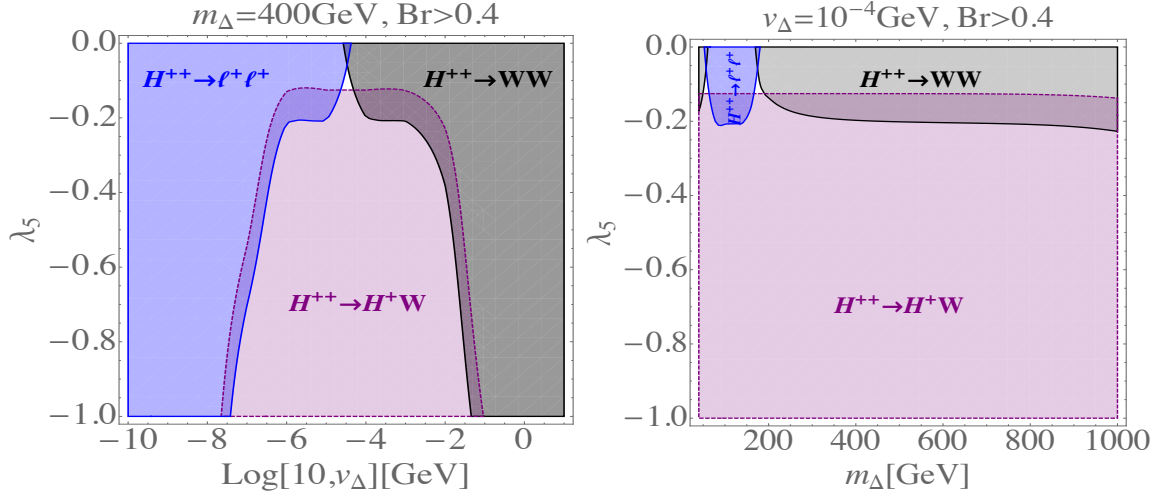 m_Δ=400GeV, Br>0.4
H⁺⁺→ℓ⁺ℓ⁺
H⁺⁺→WW
H⁺⁺→H⁺W
λ₅
0.0
−0.2
−0.4
−0.6
−0.8
−1.0
−10
−8
−6
−4
−2
0
Log[10,v_Δ][GeV]
v_Δ=10⁻⁴GeV, Br>0.4
H⁺⁺→ℓ⁺ℓ⁺
H⁺⁺→WW
H⁺⁺→H⁺W
λ₅
0.0
−0.2
−0.4
−0.6
−0.8
−1.0
200
400
600
800
1000
m_Δ[GeV]